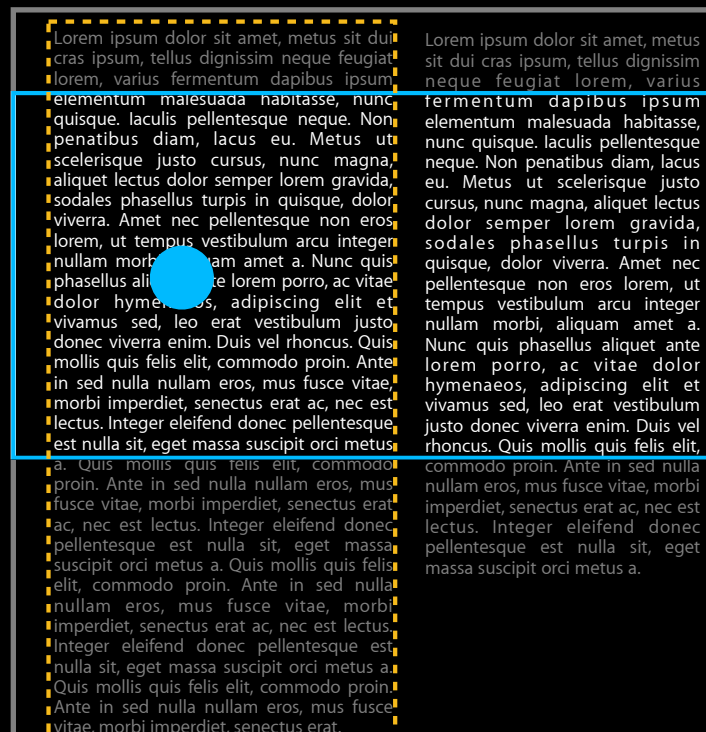 Lorem ipsum dolor sit amet, metus sit dui
cras ipsum, tellus dignissim neque feugiat
lorem, varius fermentum dapibus ipsum
elementum malesuada habitasse, nunc
quisque. Iaculis pellentesque neque. Non
penatibus diam, lacus eu. Metus ut
scelerisque justo cursus, nunc magna,
aliquet lectus dolor semper lorem gravida,
sodales phasellus turpis in quisque, dolor
viverra. Amet nec pellentesque non eros
lorem, ut tempus vestibulum arcu integer
nullam amet a. Nunc quis
phasellus lorem porro, ac vitae
dolor adipiscing elit et
vivamus sed, leo erat vestibulum justo
donec viverra enim. Duis vel rhoncus. Quis
mollis quis felis elit, commodo proin. Ante
in sed nulla nullam eros, mus fusce vitae,
morbi imperdiet, senectus erat ac, nec est
lectus. Integer eleifend donec pellentesque
est nulla sit, eget massa suscipit orci metus
a. Quis mollis quis felis elit, commodo
proin. Ante in sed nulla nullam eros, mus
fusce vitae, morbi imperdiet, senectus erat
ac, nec est lectus. Integer eleifend donec
pellentesque est nulla sit, eget massa
suscipit orci metus a. Quis mollis quis felis
elit, commodo proin. Ante in sed nulla
nullam eros, mus fusce vitae, morbi
imperdiet, senectus erat ac, nec est lectus.
Integer eleifend donec pellentesque est
nulla sit, eget massa suscipit orci metus a.
Quis mollis quis felis elit, commodo proin.
Ante in sed nulla nullam eros, mus fusce
vitae, morbi imperdiet, senectus erat.
Lorem ipsum dolor sit amet, metus
sit dui cras ipsum, tellus dignissim
neque feugiat lorem, varius
fermentum dapibus ipsum
elementum malesuada habitasse,
nunc quisque. Iaculis pellentesque
neque. Non penatibus diam, lacus
eu. Metus ut scelerisque justo
cursus, nunc magna, aliquet lectus
dolor semper lorem gravida,
sodales phasellus turpis in
quisque, dolor viverra. Amet nec
pellentesque non eros lorem, ut
tempus vestibulum arcu integer
nullam morbi, aliquam amet a.
Nunc quis phasellus aliquet ante
lorem porro, ac vitae dolor
hymenaeos, adipiscing elit et
vivamus sed, leo erat vestibulum
justo donec viverra enim. Duis vel
rhoncus. Quis mollis quis felis elit,
commodo proin. Ante in sed nulla
nullam eros, mus fusce vitae, morbi
imperdiet, senectus erat ac, nec est
lectus. Integer eleifend donec
pellentesque est nulla sit, eget
massa suscipit orci metus a.